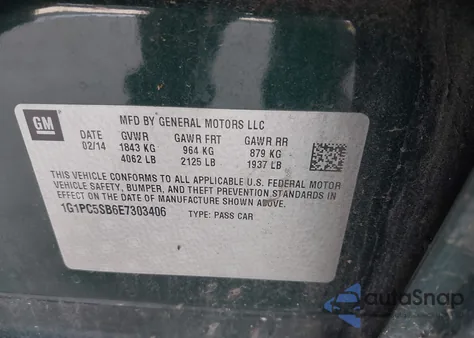 GM
MFD BY GENERAL MOTORS LLC
DATE GVWR GAWR FRT GAWR RR
02/14 1843 KG 964 KG 879 KG
4062 LB 2125 LB 1937 LB
THIS VEHICLE CONFORMS TO ALL APPLICABLE U.S. FEDERAL MOTOR
VEHICLE SAFETY, BUMPER, AND THEFT PREVENTION STANDARDS IN
EFFECT ON THE DATE OF MANUFACTURE SHOWN ABOVE.
1G1PC5SB6E7303406 TYPE: PASS CAR
autoSnap